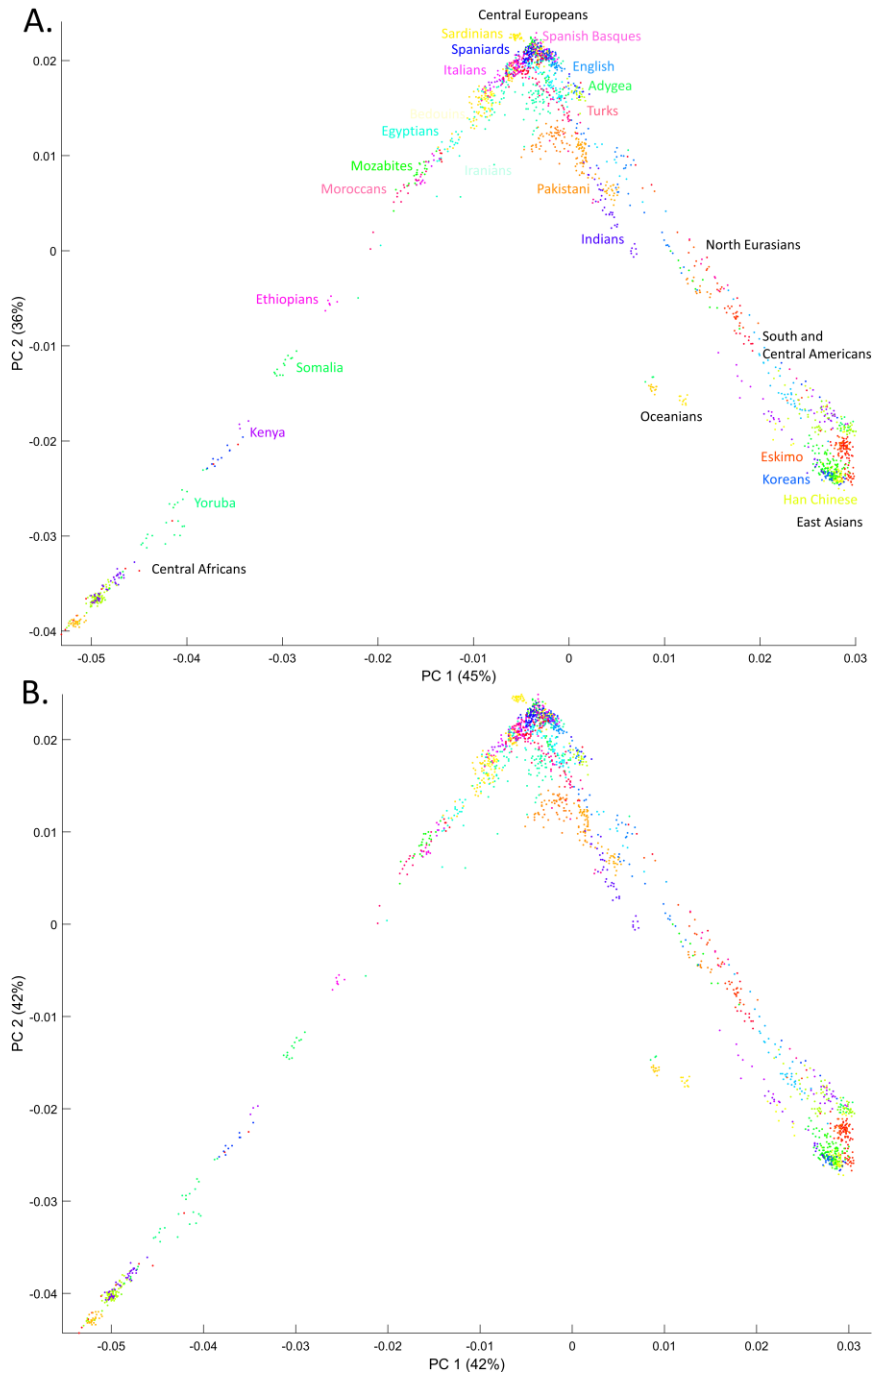 A.
Central Europeans
Sardinians
Spanish Basques
Spaniards
English
Italians
Adygea
Turks
Egyptians
Mozabites
Iranians
Moroccans
Pakistani
Indians
North Eurasians
Ethiopians
Somalia
South and
Central Americans
Oceanians
Kenya
Eskimo
Koreans
Yoruba
Han Chinese
East Asians
Central Africans
0.02
0.01
0
-0.01
-0.02
-0.03
-0.04
PC 2 (36%)
-0.05 -0.04 -0.03 -0.02 -0.01 0 0.01 0.02 0.03
PC 1 (45%)
B.
0.02
0.01
0
-0.01
-0.02
-0.03
-0.04
PC 2 (42%)
-0.05 -0.04 -0.03 -0.02 -0.01 0 0.01 0.02 0.03
PC 1 (42%)